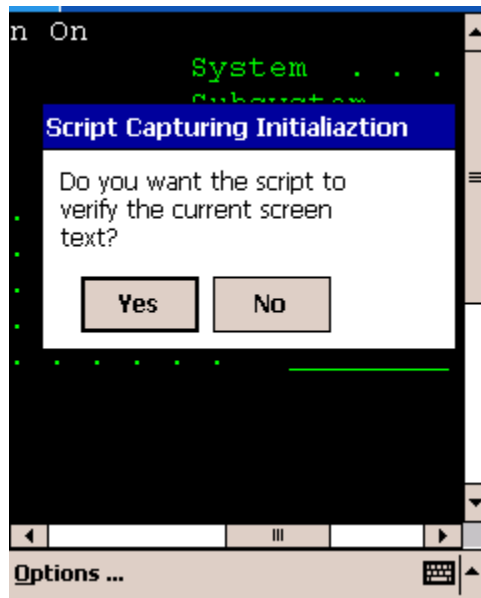 n On
System . . .
Subsystem
Script Capturing Initialiaztion
Do you want the script to
verify the current screen
text?
Yes No
.
.
.
.
. . . . . .
Options ...